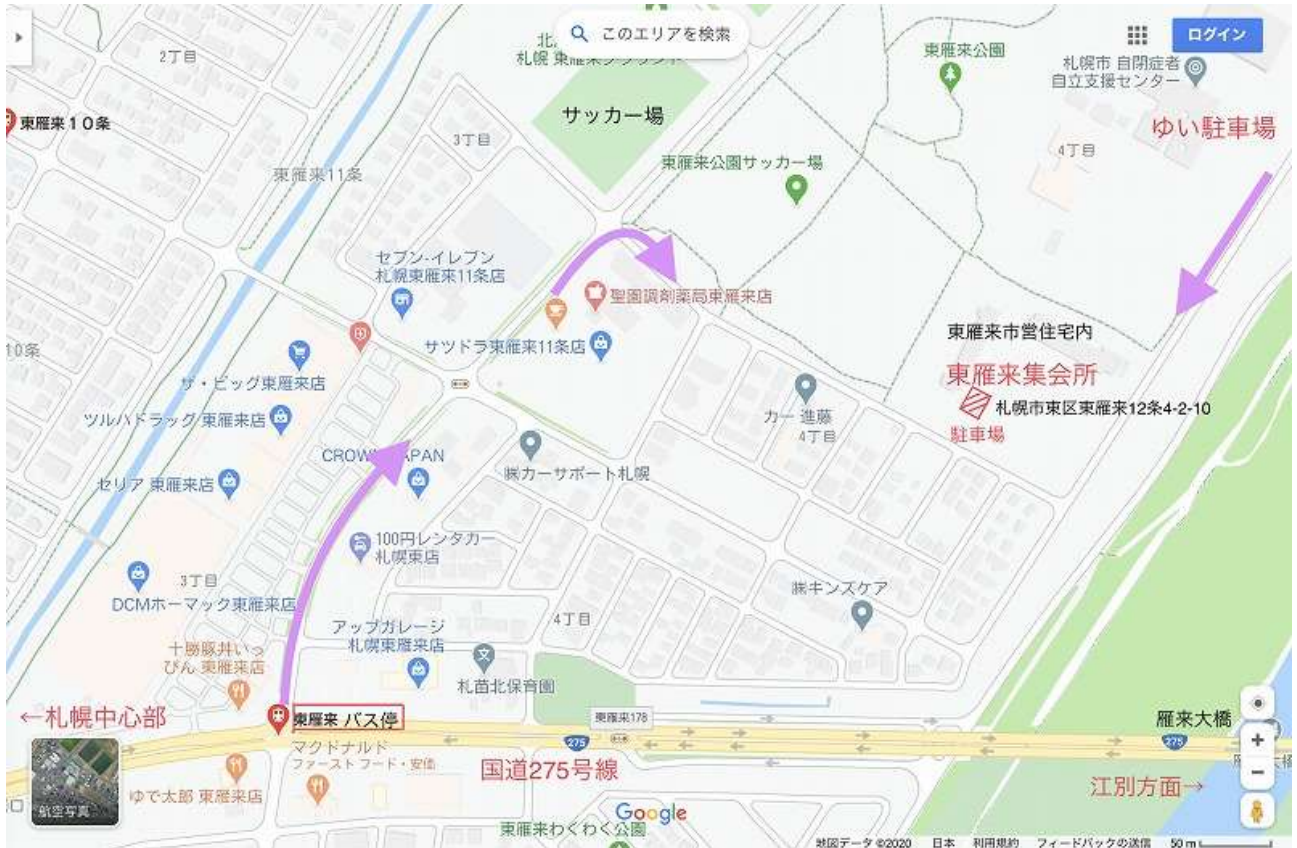 このエリアを検索
ログイン
2丁目
東雁来公園
札幌市 自閉症者
自立支援センター
サッカー場
ゆい駐車場
東雁来10条
3丁目
4丁目
東雁来11条
東雁来公園サッカー場
セブン-イレブン
札幌東雁来11条店
聖園調剤薬局東雁来店
東雁来市営住宅内
サツドラ東雁来11条店
10条
ザ・ビッグ東雁来店
東雁来集会所
札幌市東区東雁来12条4-2-10
駐車場
ツルハドラッグ 東雁来店
カー 進藤
4丁目
CROWN JAPAN
㈱カーサポート札幌
セリア 東雁来店
100円レンタカー
札幌東店
3丁目
DCMホーマック東雁来店
㈱キンズケア
アップガレージ
札幌東雁来店
4丁目
十勝豚丼いっ
ぴん 東雁来店
札苗北保育園
←札幌中心部
東雁来 バス停
東雁来178
雁来大橋
275
275
マクドナルド
ファースト フード・安価
国道275号線
江別方面→
ゆで太郎 東雁来店
航空写真
Google
東雁来わくわく公園
地図データ ©2020 日本 利用規約 フィードバックの送信 50 m